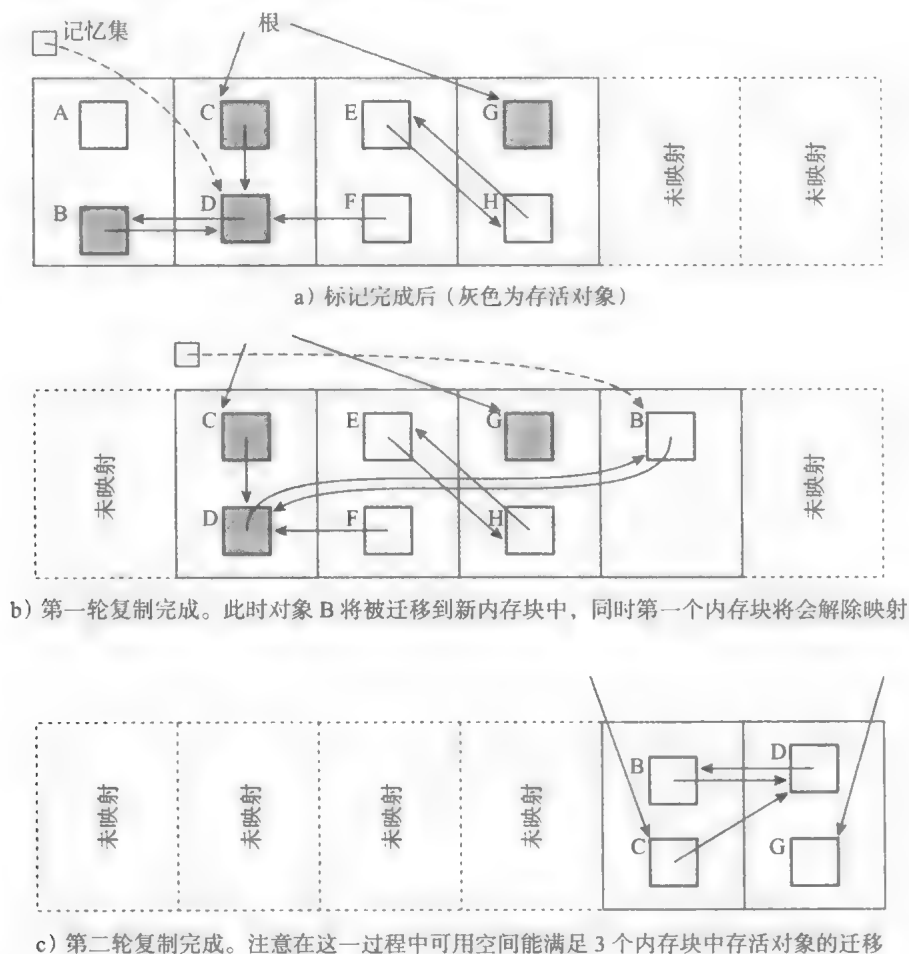 记忆集
根
A
C
E
G
B
D
F
H
未映射
未映射
a）标记完成后（灰色为存活对象）
未映射
C
E
G
B
D
F
H
未映射
b）第一轮复制完成。此时对象 B 将被迁移到新内存块中，同时第一个内存块将会解除映射
未映射
未映射
未映射
未映射
B
D
C
G
c）第二轮复制完成。注意在这一过程中可用空间能满足 3 个内存块中存活对象的迁移